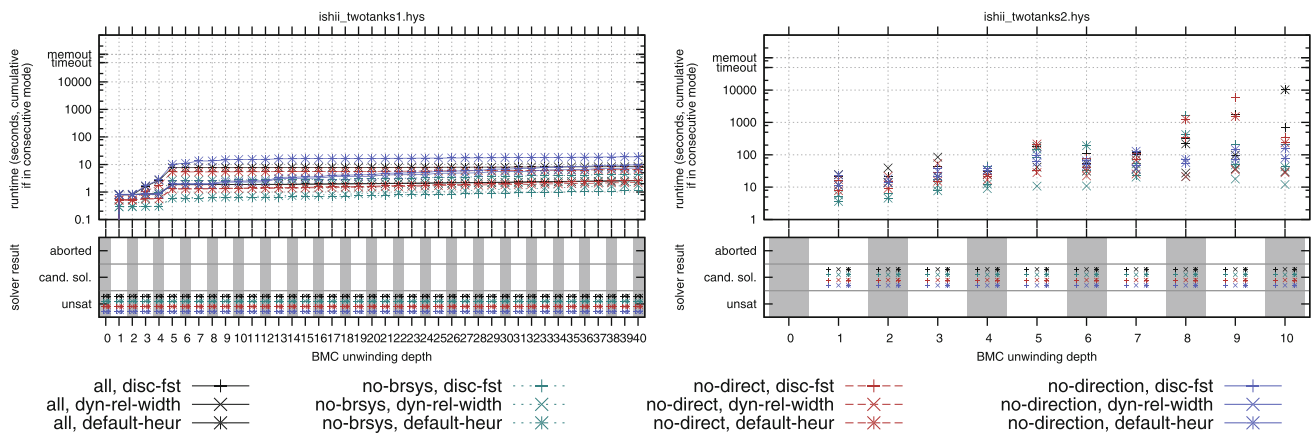 ishii_twotanks1.hys
runtime (seconds, cumulative
if in consecutive mode)
memout
timeout
10000
1000
100
10
1
0.1
solver result
aborted
cand. sol.
unsat
0 1 2 3 4 5 6 7 8 9 10 11 12 13 14 15 16 17 18 19 20 21 22 23 24 25 26 27 28 29 30 31 32 33 34 35 36 37 38 39 40
BMC unwinding depth
ishii_twotanks2.hys
runtime (seconds, cumulative
if in consecutive mode)
memout
timeout
10000
1000
100
10
1
solver result
aborted
cand. sol.
unsat
0 1 2 3 4 5 6 7 8 9 10
BMC unwinding depth
all, disc-fst
all, dyn-rel-width
all, default-heur
no-brsys, disc-fst
no-brsys, dyn-rel-width
no-brsys, default-heur
no-direct, disc-fst
no-direct, dyn-rel-width
no-direct, default-heur
no-direction, disc-fst
no-direction, dyn-rel-width
no-direction, default-heur